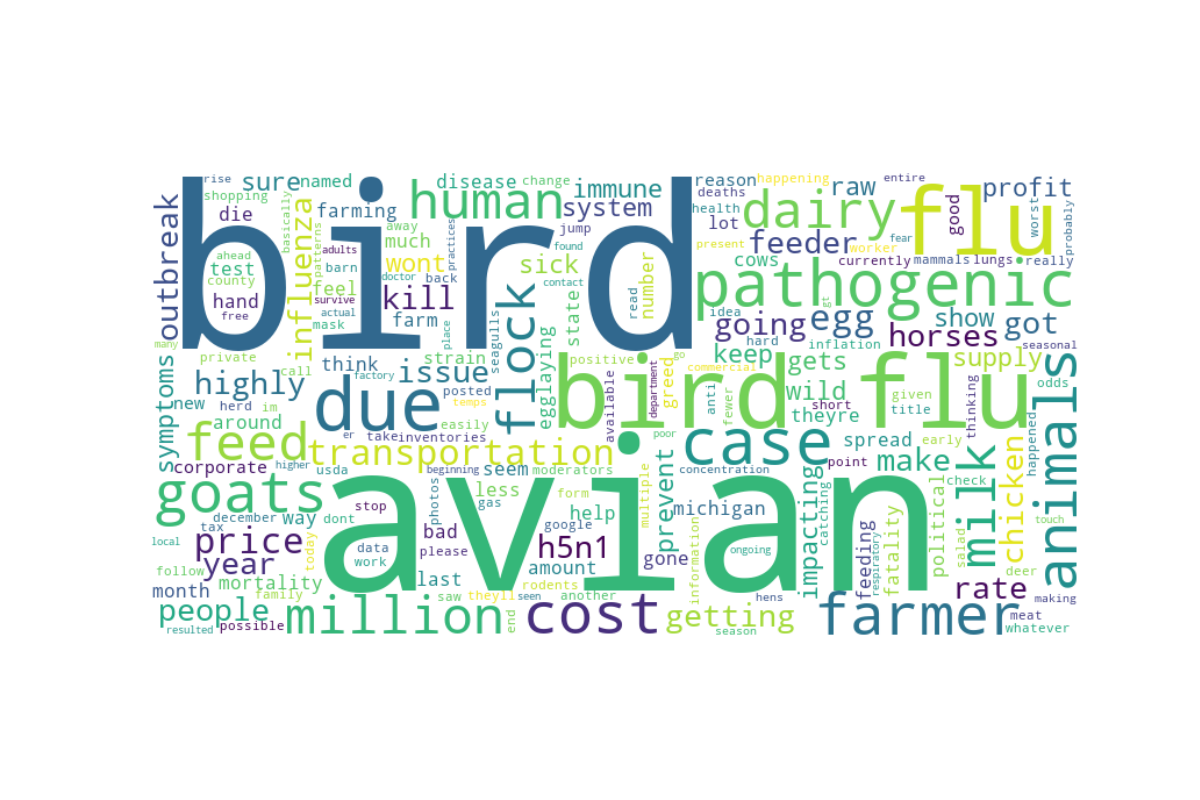 bird
avian
bird flu
flu
pathogenic
due
case
cost
farmer
animals
milk
goats
million
dairy
human
flock
feed
transportation
price
egg
people
highly
issue
outbreak
influenza
h5n1
horses
chicken
kill
feeder
going
getting
rate
year
wont
sure
sick
immune
system
raw
profit
show
got
keep
gets
supply
wild
theyre
make
spread
prevent
impacting
political
feeding
fatality
symptoms
mortality
rise
named
disease
change
reason
happening
entire
shopping
die
farming
away
much
jump
deaths
health
lot
good
worst
probably
basically
patterns
adults
practices
found
present
worker
fear
cows
currently
mammals
lungs
really
ahead
test
county
barn
feel
doctor
back
contact
number
read
state
idea
gt
hand
free
survive
actual
mask
farm
place
seagulls
hard
inflation
seasonal
many
private
call
think
strain
egglaying
positive
go
commercial
greed
department
anti
fewer
given
short
title
thinking
happened
odds
new
herd
im
factory
temps
posted
available
around
easily
er
take
inventories
poor
early
corporate
higher
usda
beginning
seem
moderators
concentration
point
catching
check
touch
less
photos
form
multiple
michigan
december
way
dont
stop
gas
help
information
salad
deer
tax
today
data
work
bad
please
google
amount
gone
ongoing
respiratory
local
follow
family
last
saw
theyll
rodents
seen
another
hens
making
month
resulted
possible
end
season
meat
whatever